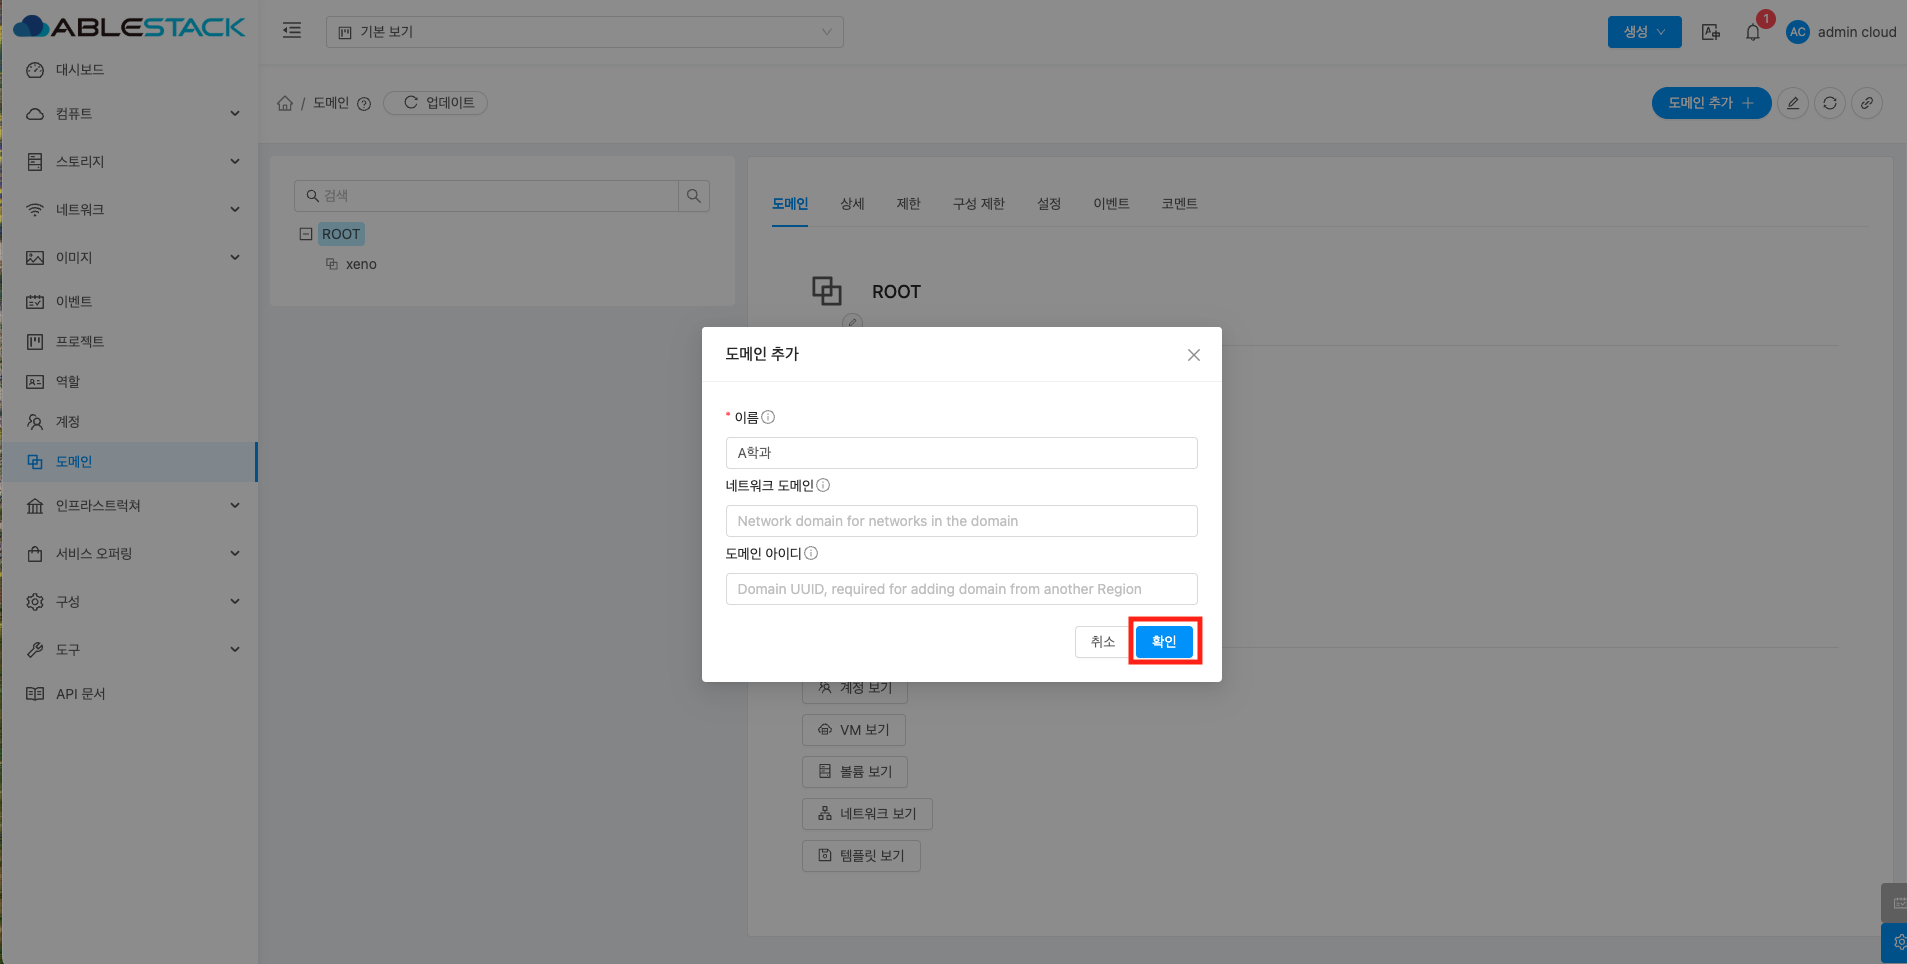 ABLESTACK
기본 보기
생성
1
AC
admin cloud
대시보드
컴퓨트
스토리지
네트워크
이미지
이벤트
프로젝트
역할
계정
도메인
인프라스트럭쳐
서비스 오퍼링
구성
도구
API 문서
/ 도메인
업데이트
도메인 추가
검색
ROOT
xeno
도메인
상세
제한
구성 제한
설정
이벤트
코멘트
ROOT
도메인 추가
* 이름
A학과
네트워크 도메인
Network domain for networks in the domain
도메인 아이디
Domain UUID, required for adding domain from another Region
취소
확인
계정 보기
VM 보기
볼륨 보기
네트워크 보기
템플릿 보기